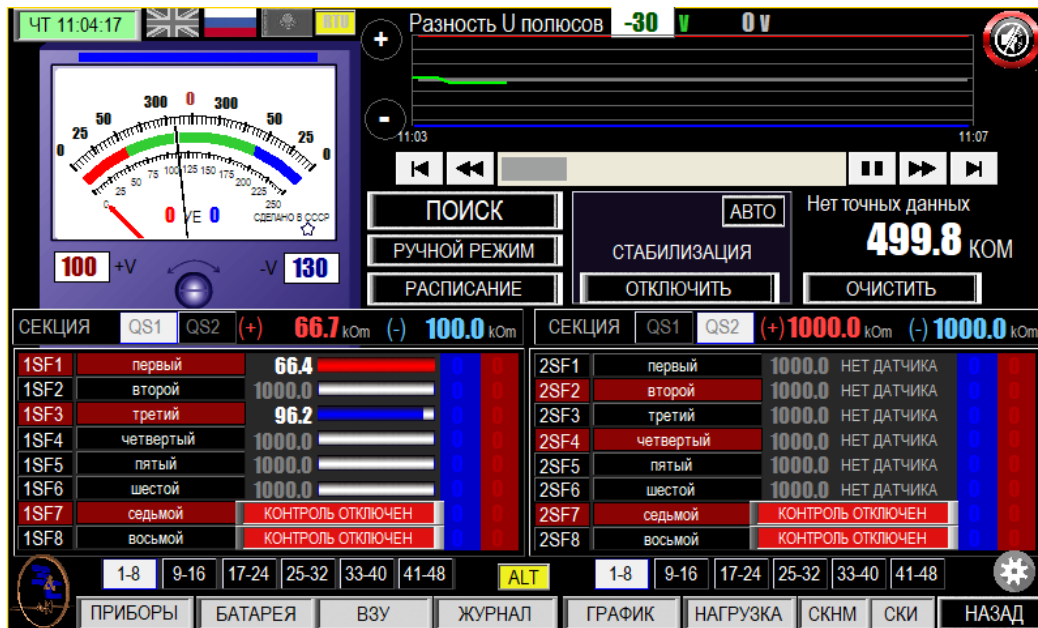 ЧТ 11:04:17
RTU
Разность U полюсов -30 v 0 v
+
-
11:03 11:07
0 25 50 300 0 300 50 25 0
0 25 50 75 100 125 150 175 200 225 250
0 VE 0
СДЕЛАНО В СССР
100 +V -V 130
ПОИСК
РУЧНОЙ РЕЖИМ
РАСПИСАНИЕ
АВТО
СТАБИЛИЗАЦИЯ
ОТКЛЮЧИТЬ
Нет точных данных
499.8 КОМ
ОЧИСТИТЬ
СЕКЦИЯ QS1 QS2 (+) 66.7 kOm (-) 100.0 kOm
1SF1 первый 66.4
1SF2 второй 1000.0
1SF3 третий 96.2
1SF4 четвертый 1000.0
1SF5 пятый 1000.0
1SF6 шестой 1000.0
1SF7 седьмой КОНТРОЛЬ ОТКЛЮЧЕН
1SF8 восьмой КОНТРОЛЬ ОТКЛЮЧЕН
СЕКЦИЯ QS1 QS2 (+) 1000.0 kOm (-) 1000.0 kOm
2SF1 первый 1000.0 НЕТ ДАТЧИКА
2SF2 второй 1000.0 НЕТ ДАТЧИКА
2SF3 третий 1000.0 НЕТ ДАТЧИКА
2SF4 четвертый 1000.0 НЕТ ДАТЧИКА
2SF5 пятый 1000.0 НЕТ ДАТЧИКА
2SF6 шестой 1000.0 НЕТ ДАТЧИКА
2SF7 седьмой КОНТРОЛЬ ОТКЛЮЧЕН
2SF8 восьмой КОНТРОЛЬ ОТКЛЮЧЕН
1-8 9-16 17-24 25-32 33-40 41-48 ALT 1-8 9-16 17-24 25-32 33-40 41-48
ПРИБОРЫ БАТАРЕЯ ВЗУ ЖУРНАЛ ГРАФИК НАГРУЗКА СКНМ СКИ НАЗАД